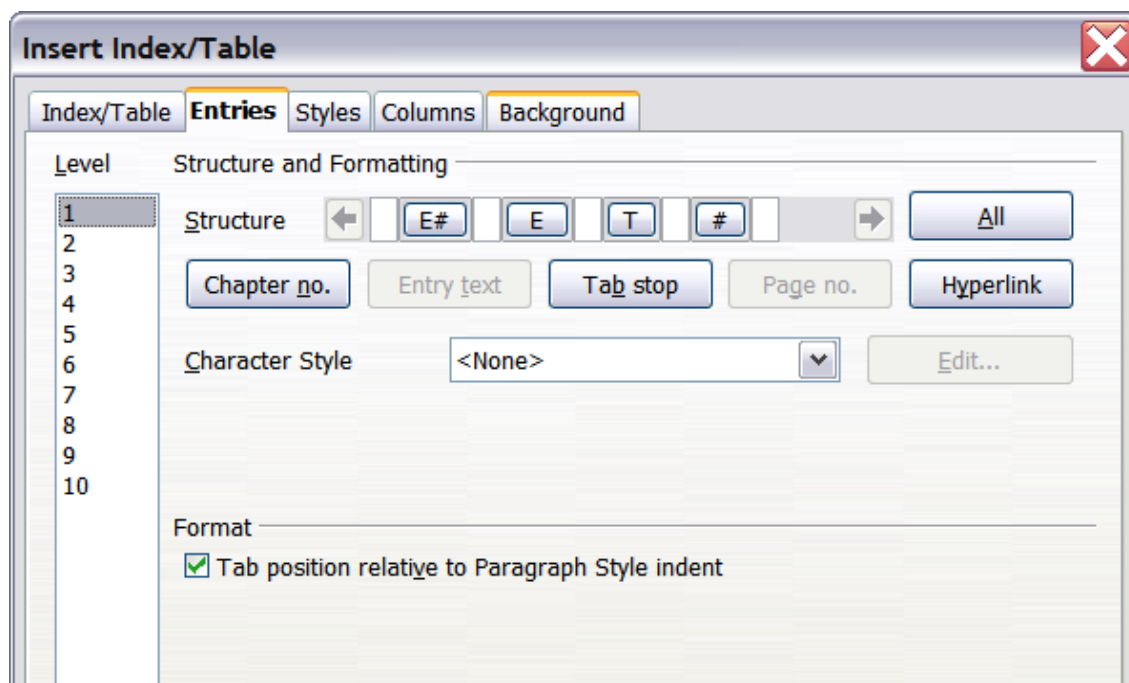 Insert Index/Table
Index/Table Entries Styles Columns Background
Level Structure and Formatting
1
2
3
4
5
6
7
8
9
10
Structure E# E T # All
Chapter no. Entry text Tab stop Page no. Hyperlink
Character Style <None> Edit...
Format
Tab position relative to Paragraph Style indent